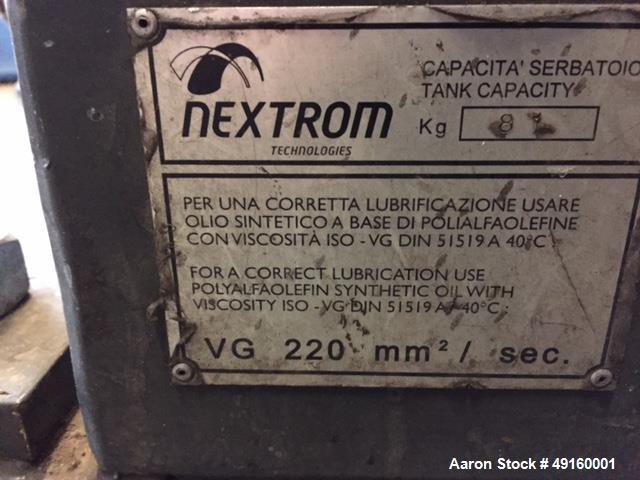 NEXTROM
TECHNOLOGIES
CAPACITA' SERBATOIO
TANK CAPACITY
Kg 8
PER UNA CORRETTA LUBRIFICAZIONE USARE
OLIO SINTETICO A BASE DI POLIALFAOLEFINE
CON VISCOSITÀ ISO - VG DIN 51519 A 40°C
FOR A CORRECT LUBRICATION USE
POLYALFAOLEFIN SYNTHETIC OIL WITH
VISCOSITY ISO - VG DIN 51519 A 40°C :
VG 220 mm²/ sec.
Aaron Stock # 49160001